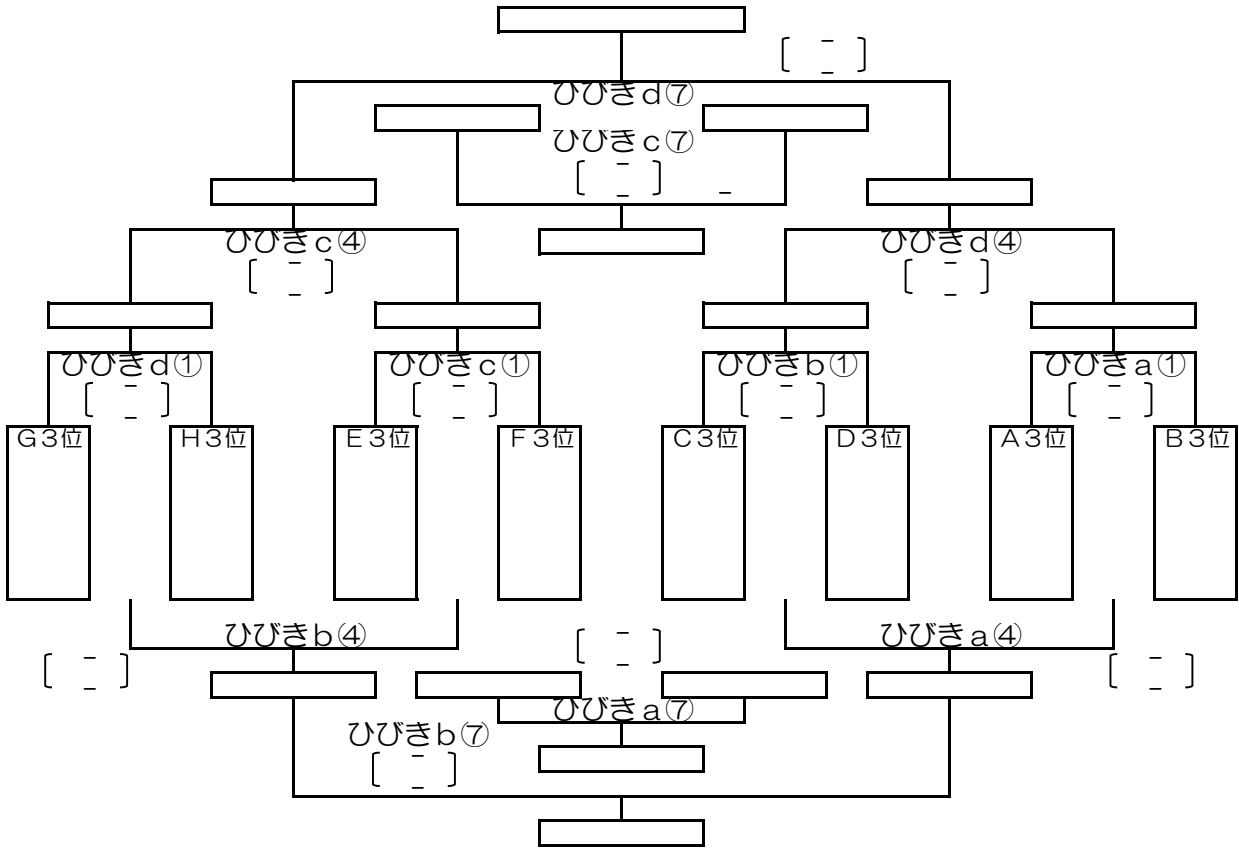 [ － － ]
ひびきｄ⑦
ひびきｃ⑦
[ － － ] －
ひびきｃ④ ひびきｄ④
[ － － ] [ － － ]
ひびきｄ① ひびきｃ① ひびきｂ① ひびきａ①
[ － － ] [ － － ] [ － － ] [ － － ]
Ｇ３位 Ｈ３位 Ｅ３位 Ｆ３位 Ｃ３位 Ｄ３位 Ａ３位 Ｂ３位
ひびきｂ④ [ － － ] ひびきａ④
[ － － ] [ － － ]
ひびきａ⑦
ひびきｂ⑦
[ － － ]